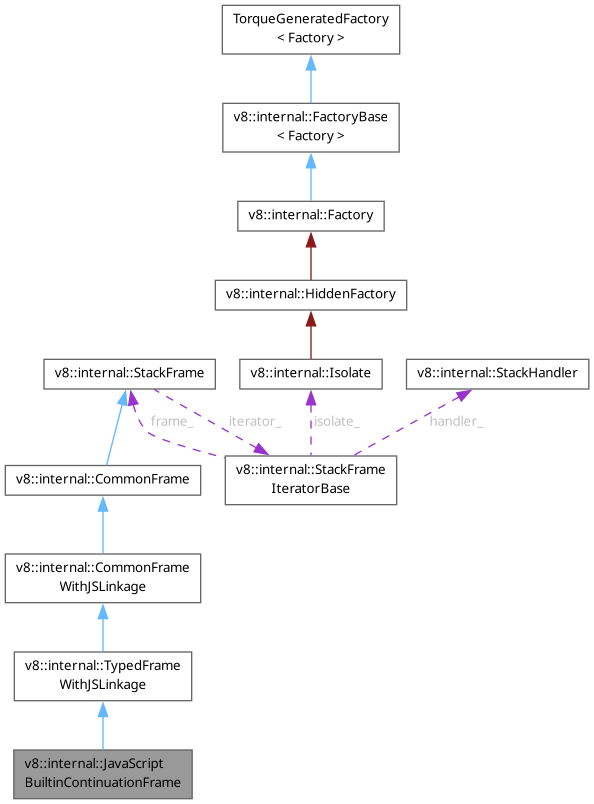 TorqueGeneratedFactory
< Factory >
v8::internal::FactoryBase
< Factory >
v8::internal::Factory
v8::internal::HiddenFactory
v8::internal::StackFrame
v8::internal::Isolate
v8::internal::StackHandler
frame_
iterator_
isolate_
handler_
v8::internal::CommonFrame
v8::internal::StackFrame
IteratorBase
v8::internal::CommonFrame
WithJSLinkage
v8::internal::TypedFrame
WithJSLinkage
v8::internal::JavaScript
BuiltinContinuationFrame